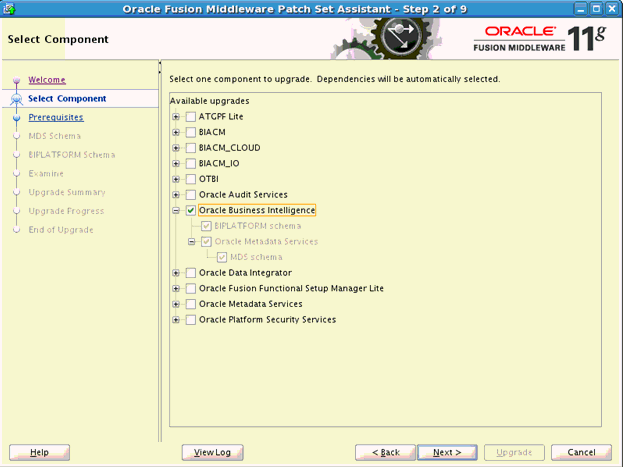 Oracle Fusion Middleware Patch Set Assistant - Step 2 of 9
Select Component
ORACLE
FUSION MIDDLEWARE 11g
Welcome
Select Component
Prerequisites
MDS Schema
BIPLATFORM Schema
Examine
Upgrade Summary
Upgrade Progress
End of Upgrade
Select one component to upgrade. Dependencies will be automatically selected.
Available upgrades
ATGPF Lite
BIACM
BIACM_CLOUD
BIACM_IO
OTBI
Oracle Audit Services
Oracle Business Intelligence
BIPLATFORM schema
Oracle Metadata Services
MDS schema
Oracle Data Integrator
Oracle Fusion Functional Setup Manager Lite
Oracle Metadata Services
Oracle Platform Security Services
Help
View Log
< Back
Next >
Upgrade
Cancel